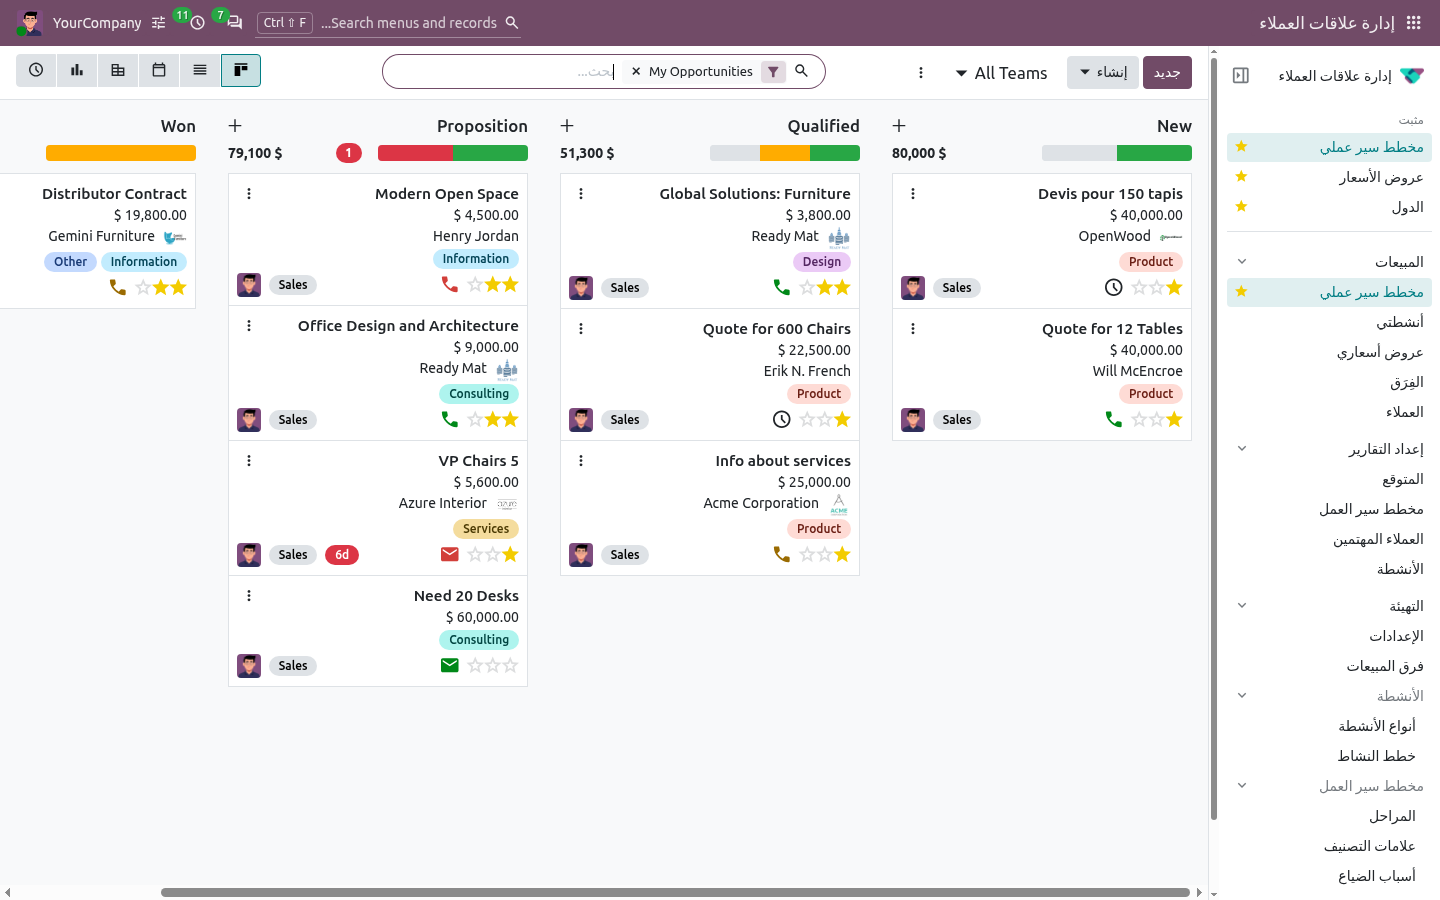 إدارة علاقات العملاء
Search menus and records...
Ctrl ⇧ F
7
11
YourCompany
إدارة علاقات العملاء
مثبت
مخطط سير عملي
عروض الأسعار
الدول
المبيعات
مخطط سير عملي
أنشطتي
عروض أسعاري
الفِرَق
العملاء
إعداد التقارير
المتوقع
مخطط سير العمل
العملاء المهتمين
الأنشطة
التهيئة
الإعدادات
فرق المبيعات
الأنشطة
أنواع الأنشطة
خطط النشاط
مخطط سير العمل
المراحل
علامات التصنيف
أسباب الضياع
جديد
إنشاء
All Teams
My Opportunities
بحث...
New
80,000 $
Devis pour 150 tapis
$ 40,000.00
OpenWood
Product
Sales
Quote for 12 Tables
$ 40,000.00
Will McEncroe
Product
Sales
Qualified
51,300 $
Global Solutions: Furniture
$ 3,800.00
Ready Mat
Design
Sales
Quote for 600 Chairs
$ 22,500.00
Erik N. French
Product
Sales
Info about services
$ 25,000.00
Acme Corporation
ACME
Product
Sales
Proposition
1
79,100 $
Modern Open Space
$ 4,500.00
Henry Jordan
Information
Sales
Office Design and Architecture
$ 9,000.00
Ready Mat
Consulting
Sales
VP Chairs 5
$ 5,600.00
Azure Interior
azure
Services
6d
Sales
Need 20 Desks
$ 60,000.00
Consulting
Sales
Won
Distributor Contract
$ 19,800.00
Gemini Furniture
Information
Other